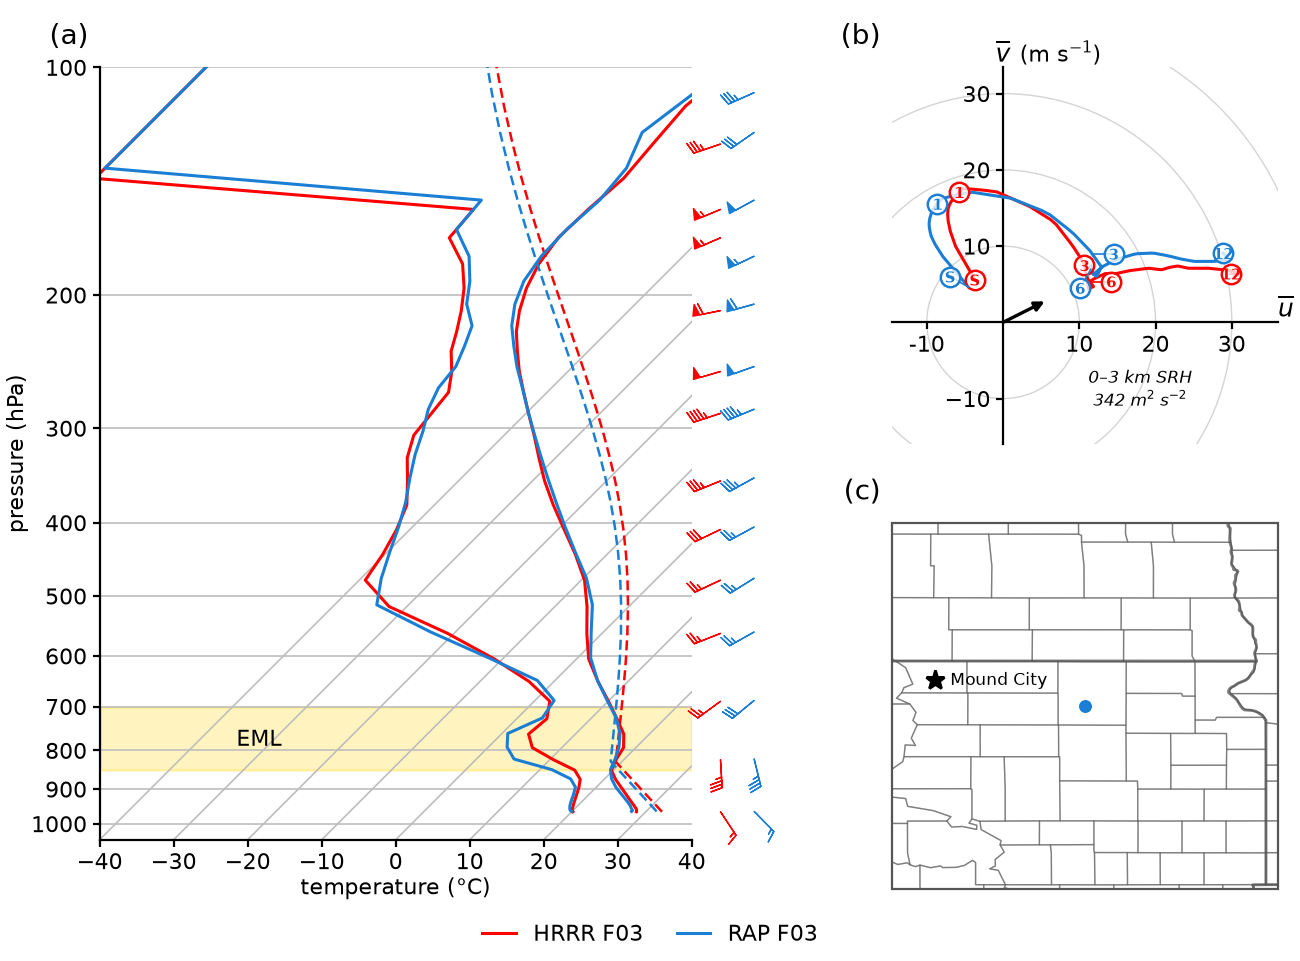 (a)
100
200
300
400
500
600
700
800
900
1000
pressure (hPa)
EML
−40
−30
−20
−10
0
10
20
30
40
temperature (°C)
HRRR F03
RAP F03
(b)
v̅ (m s⁻¹)
30
20
10
−10
-10
10
20
30
u̅
1
1
S
S
3
3
6
6
12
12
0–3 km SRH
342 m² s⁻²
(c)
Mound City